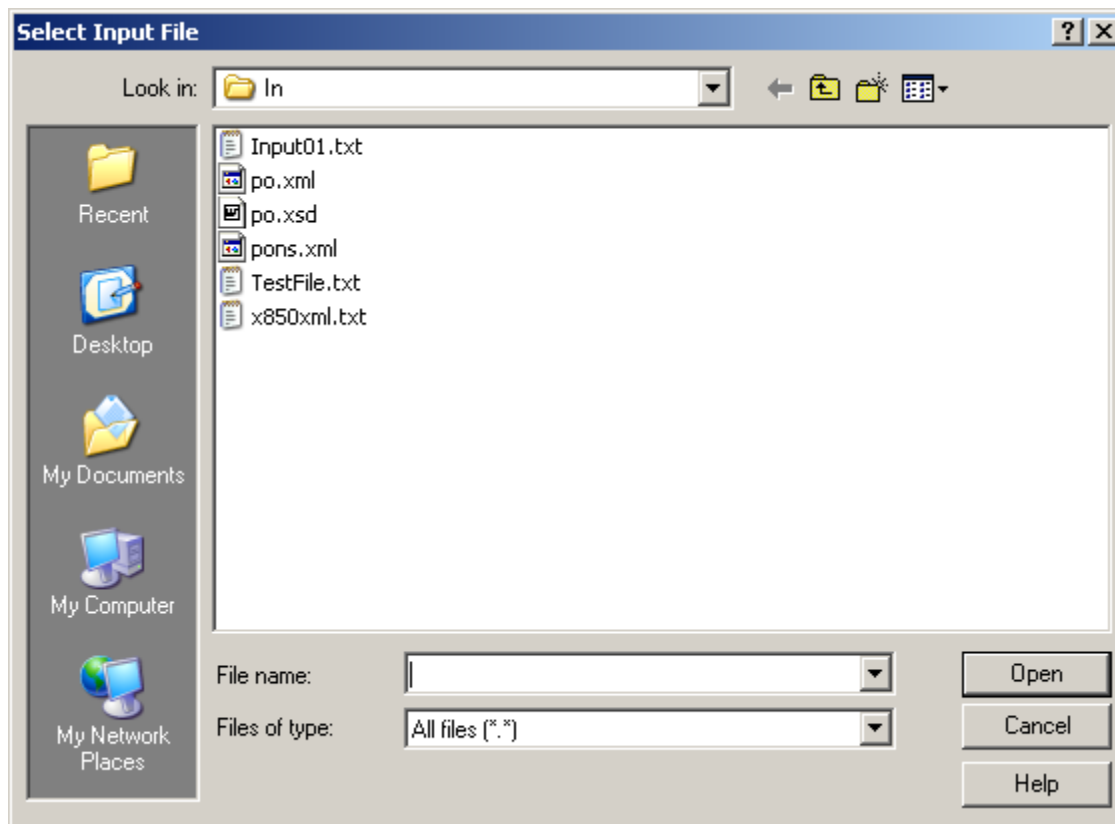 Select Input File
Look in: In
Input01.txt
po.xml
po.xsd
pons.xml
TestFile.txt
x850xml.txt
Recent
Desktop
My Documents
My Computer
My Network
Places
File name:
Open
Files of type: All files (*.*)
Cancel
Help